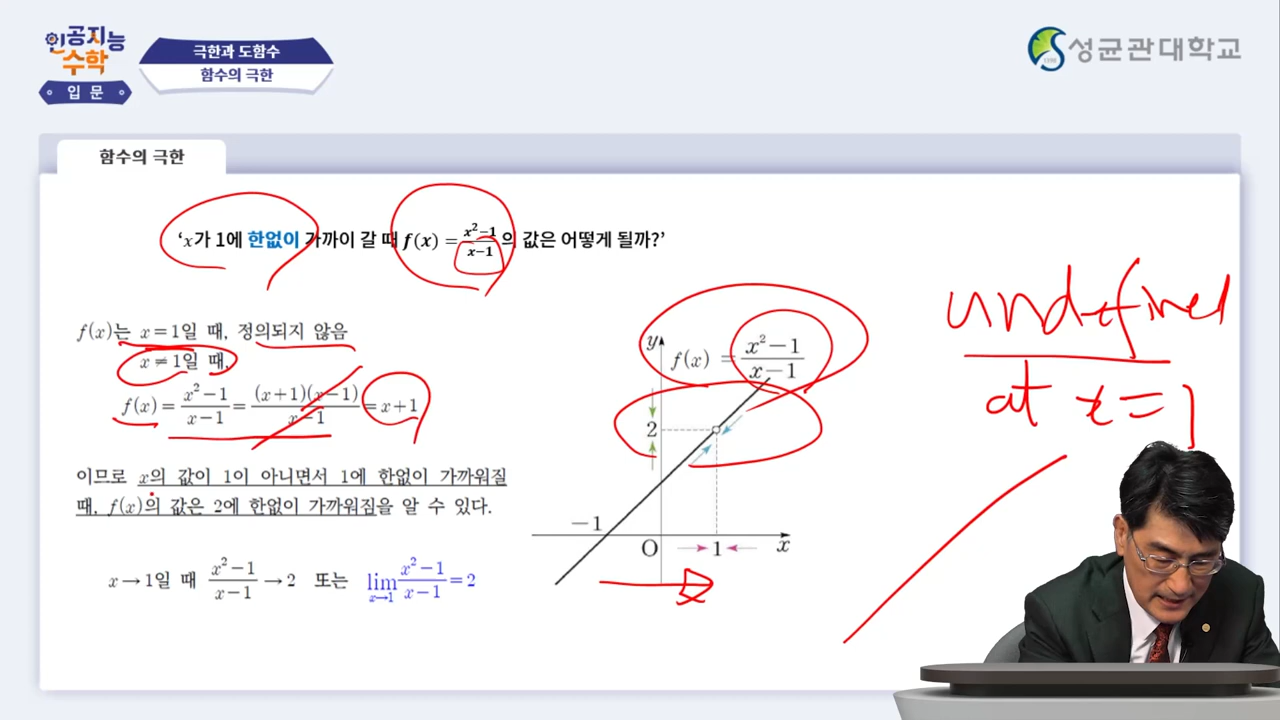 인공지능
수학
입문
극한과 도함수
함수의 극한
성균관대학교
함수의 극한
‘x가 1에 한없이 가까이 갈 때 f(x) = (x²−1)/(x−1) 의 값은 어떻게 될까?’
f(x)는 x=1일 때, 정의되지 않음
x≠1일 때,
f(x) = (x²−1)/(x−1) = (x+1)(x−1)/(x−1) = x+1
이므로 x의 값이 1이 아니면서 1에 한없이 가까워질
때, f(x)의 값은 2에 한없이 가까워짐을 알 수 있다.
x→1일 때 (x²−1)/(x−1) → 2 또는 lim x→1 (x²−1)/(x−1) = 2
y
f(x) = (x²−1)/(x−1)
2
−1
O
1
x
undefined
at x=1